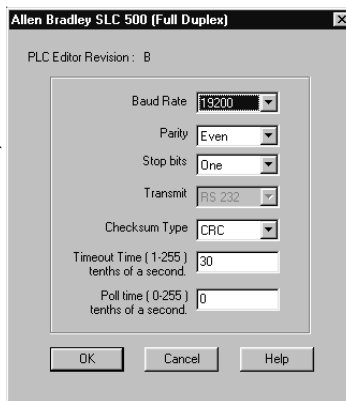 Allen Bradley SLC 500 (Full Duplex)
PLC Editor Revision : B
Baud Rate 19200
Parity Even
Stop bits One
Transmit RS 232
Checksum Type CRC
Timeout Time ( 1-255 )
tenths of a second. 30
Poll time ( 0-255 )
tenths of a second. 0
OK Cancel Help